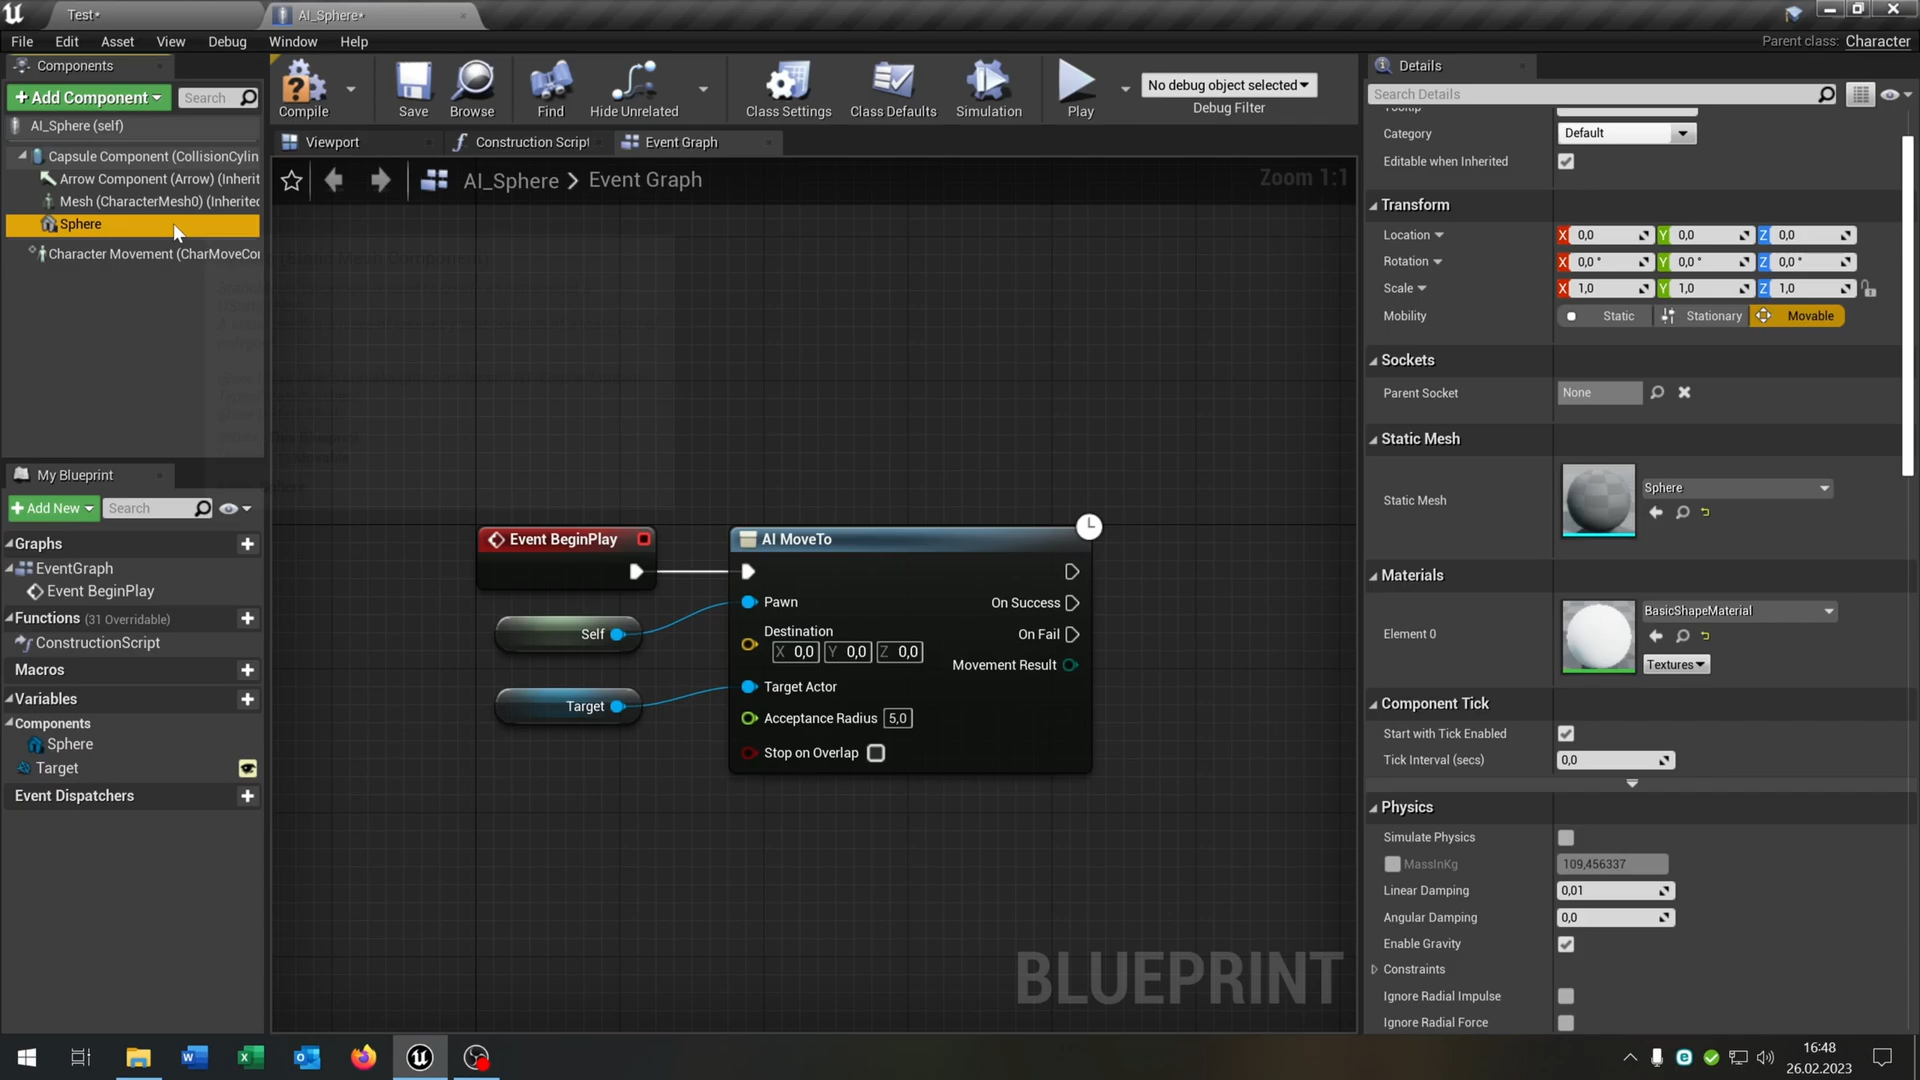 Test*
AI_Sphere*
File Edit Asset View Debug Window Help
Parent class: Character
Components
+Add Component
Search
AI_Sphere (self)
Capsule Component (CollisionCylin
Arrow Component (Arrow) (Inherit
Mesh (CharacterMesh0) (Inherited
Sphere
Character Movement (CharMoveCo
Compile
Save
Browse
Find
Hide Unrelated
Class Settings
Class Defaults
Simulation
Play
No debug object selected
Debug Filter
Viewport
Construction Script
Event Graph
AI_Sphere > Event Graph
Zoom 1:1
Event BeginPlay
Self
Target
AI MoveTo
Pawn
Destination
X 0,0 Y 0,0 Z 0,0
Target Actor
Acceptance Radius 5,0
Stop on Overlap
On Success
On Fail
Movement Result
BLUEPRINT
My Blueprint
+Add New
Search
Graphs
EventGraph
Event BeginPlay
Functions (31 Overridable)
ConstructionScript
Macros
Variables
Components
Sphere
Target
Event Dispatchers
Details
Search Details
Category Default
Editable when Inherited
Transform
Location X 0,0 Y 0,0 Z 0,0
Rotation X 0,0 ° Y 0,0 ° Z 0,0 °
Scale X 1,0 Y 1,0 Z 1,0
Mobility Static Stationary Movable
Sockets
Parent Socket None
Static Mesh
Static Mesh Sphere
Materials
Element 0 BasicShapeMaterial
Textures
Component Tick
Start with Tick Enabled
Tick Interval (secs) 0,0
Physics
Simulate Physics
MassInKg 109,456337
Linear Damping 0,01
Angular Damping 0,0
Enable Gravity
Constraints
Ignore Radial Impulse
Ignore Radial Force
16:48
26.02.2023